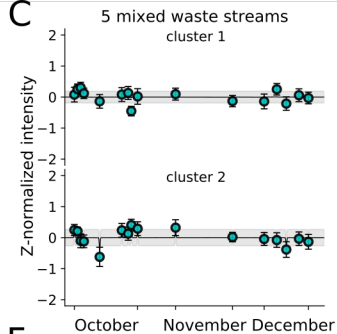 C
5 mixed waste streams
cluster 1
2
1
0
−1
−2
cluster 2
2
1
0
−1
−2
Z-normalized intensity
October November December